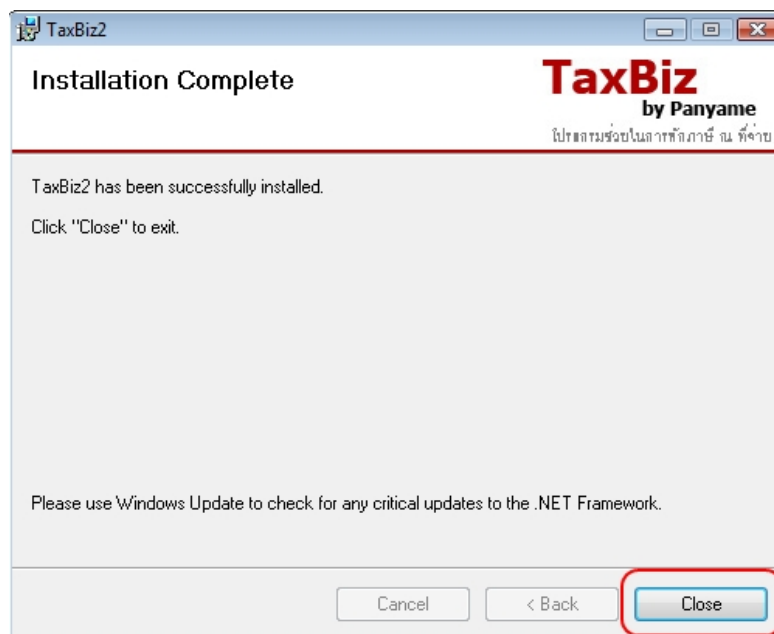 TaxBiz2
Installation Complete
TaxBiz
by Panyame
โปรแกรมช่วยในการหักภาษี ณ ที่จ่าย
TaxBiz2 has been successfully installed.
Click "Close" to exit.
Please use Windows Update to check for any critical updates to the .NET Framework.
Cancel
< Back
Close